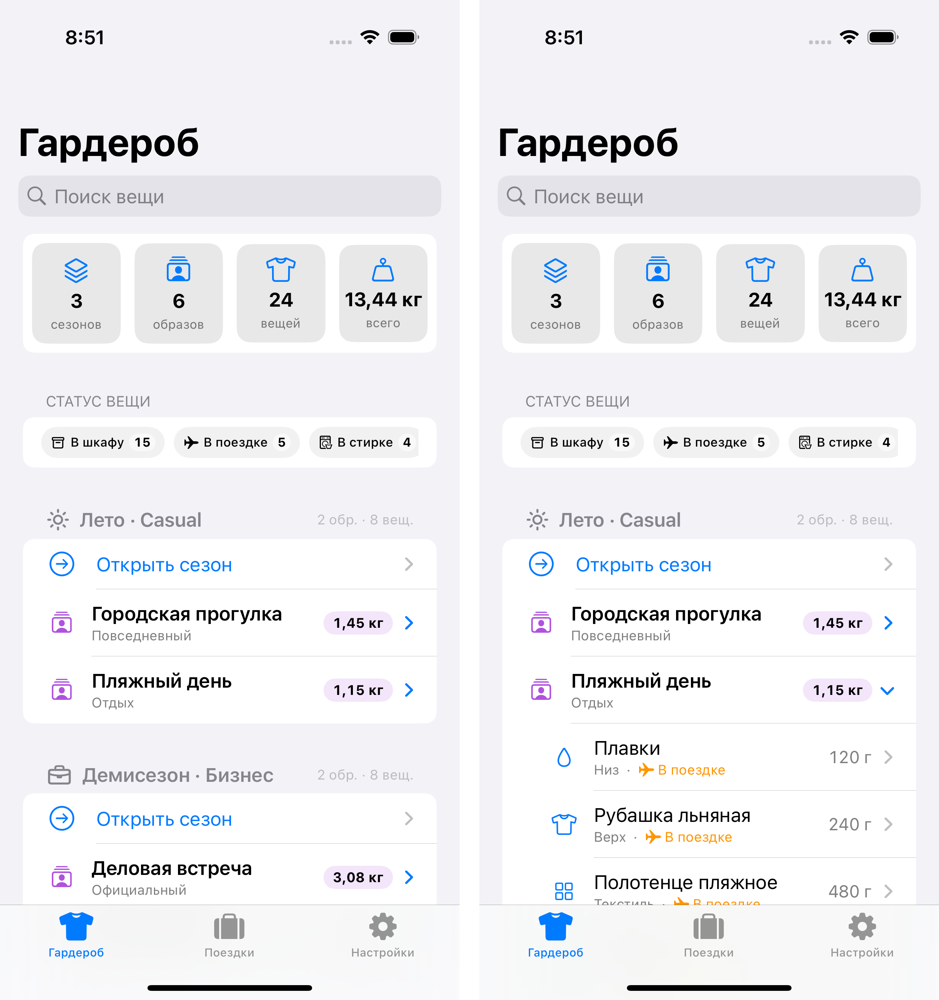 8:51
Гардероб
Поиск вещи
3
сезонов
6
образов
24
вещей
13,44 кг
всего
СТАТУС ВЕЩИ
В шкафу 15
В поездке 5
В стирке 4
Лето · Casual
2 обр. · 8 вещ.
Открыть сезон
Городская прогулка
Повседневный
1,45 кг
Пляжный день
Отдых
1,15 кг
Демисезон · Бизнес
2 обр. · 8 вещ.
Открыть сезон
Деловая встреча
Официальный
3,08 кг
Гардероб
Поездки
Настройки
8:51
Гардероб
Поиск вещи
3
сезонов
6
образов
24
вещей
13,44 кг
всего
СТАТУС ВЕЩИ
В шкафу 15
В поездке 5
В стирке 4
Лето · Casual
2 обр. · 8 вещ.
Открыть сезон
Городская прогулка
Повседневный
1,45 кг
Пляжный день
Отдых
1,15 кг
Плавки
Низ · В поездке
120 г
Рубашка льняная
Верх · В поездке
240 г
Полотенце пляжное
Текстиль · В поездке
480 г
Гардероб
Поездки
Настройки